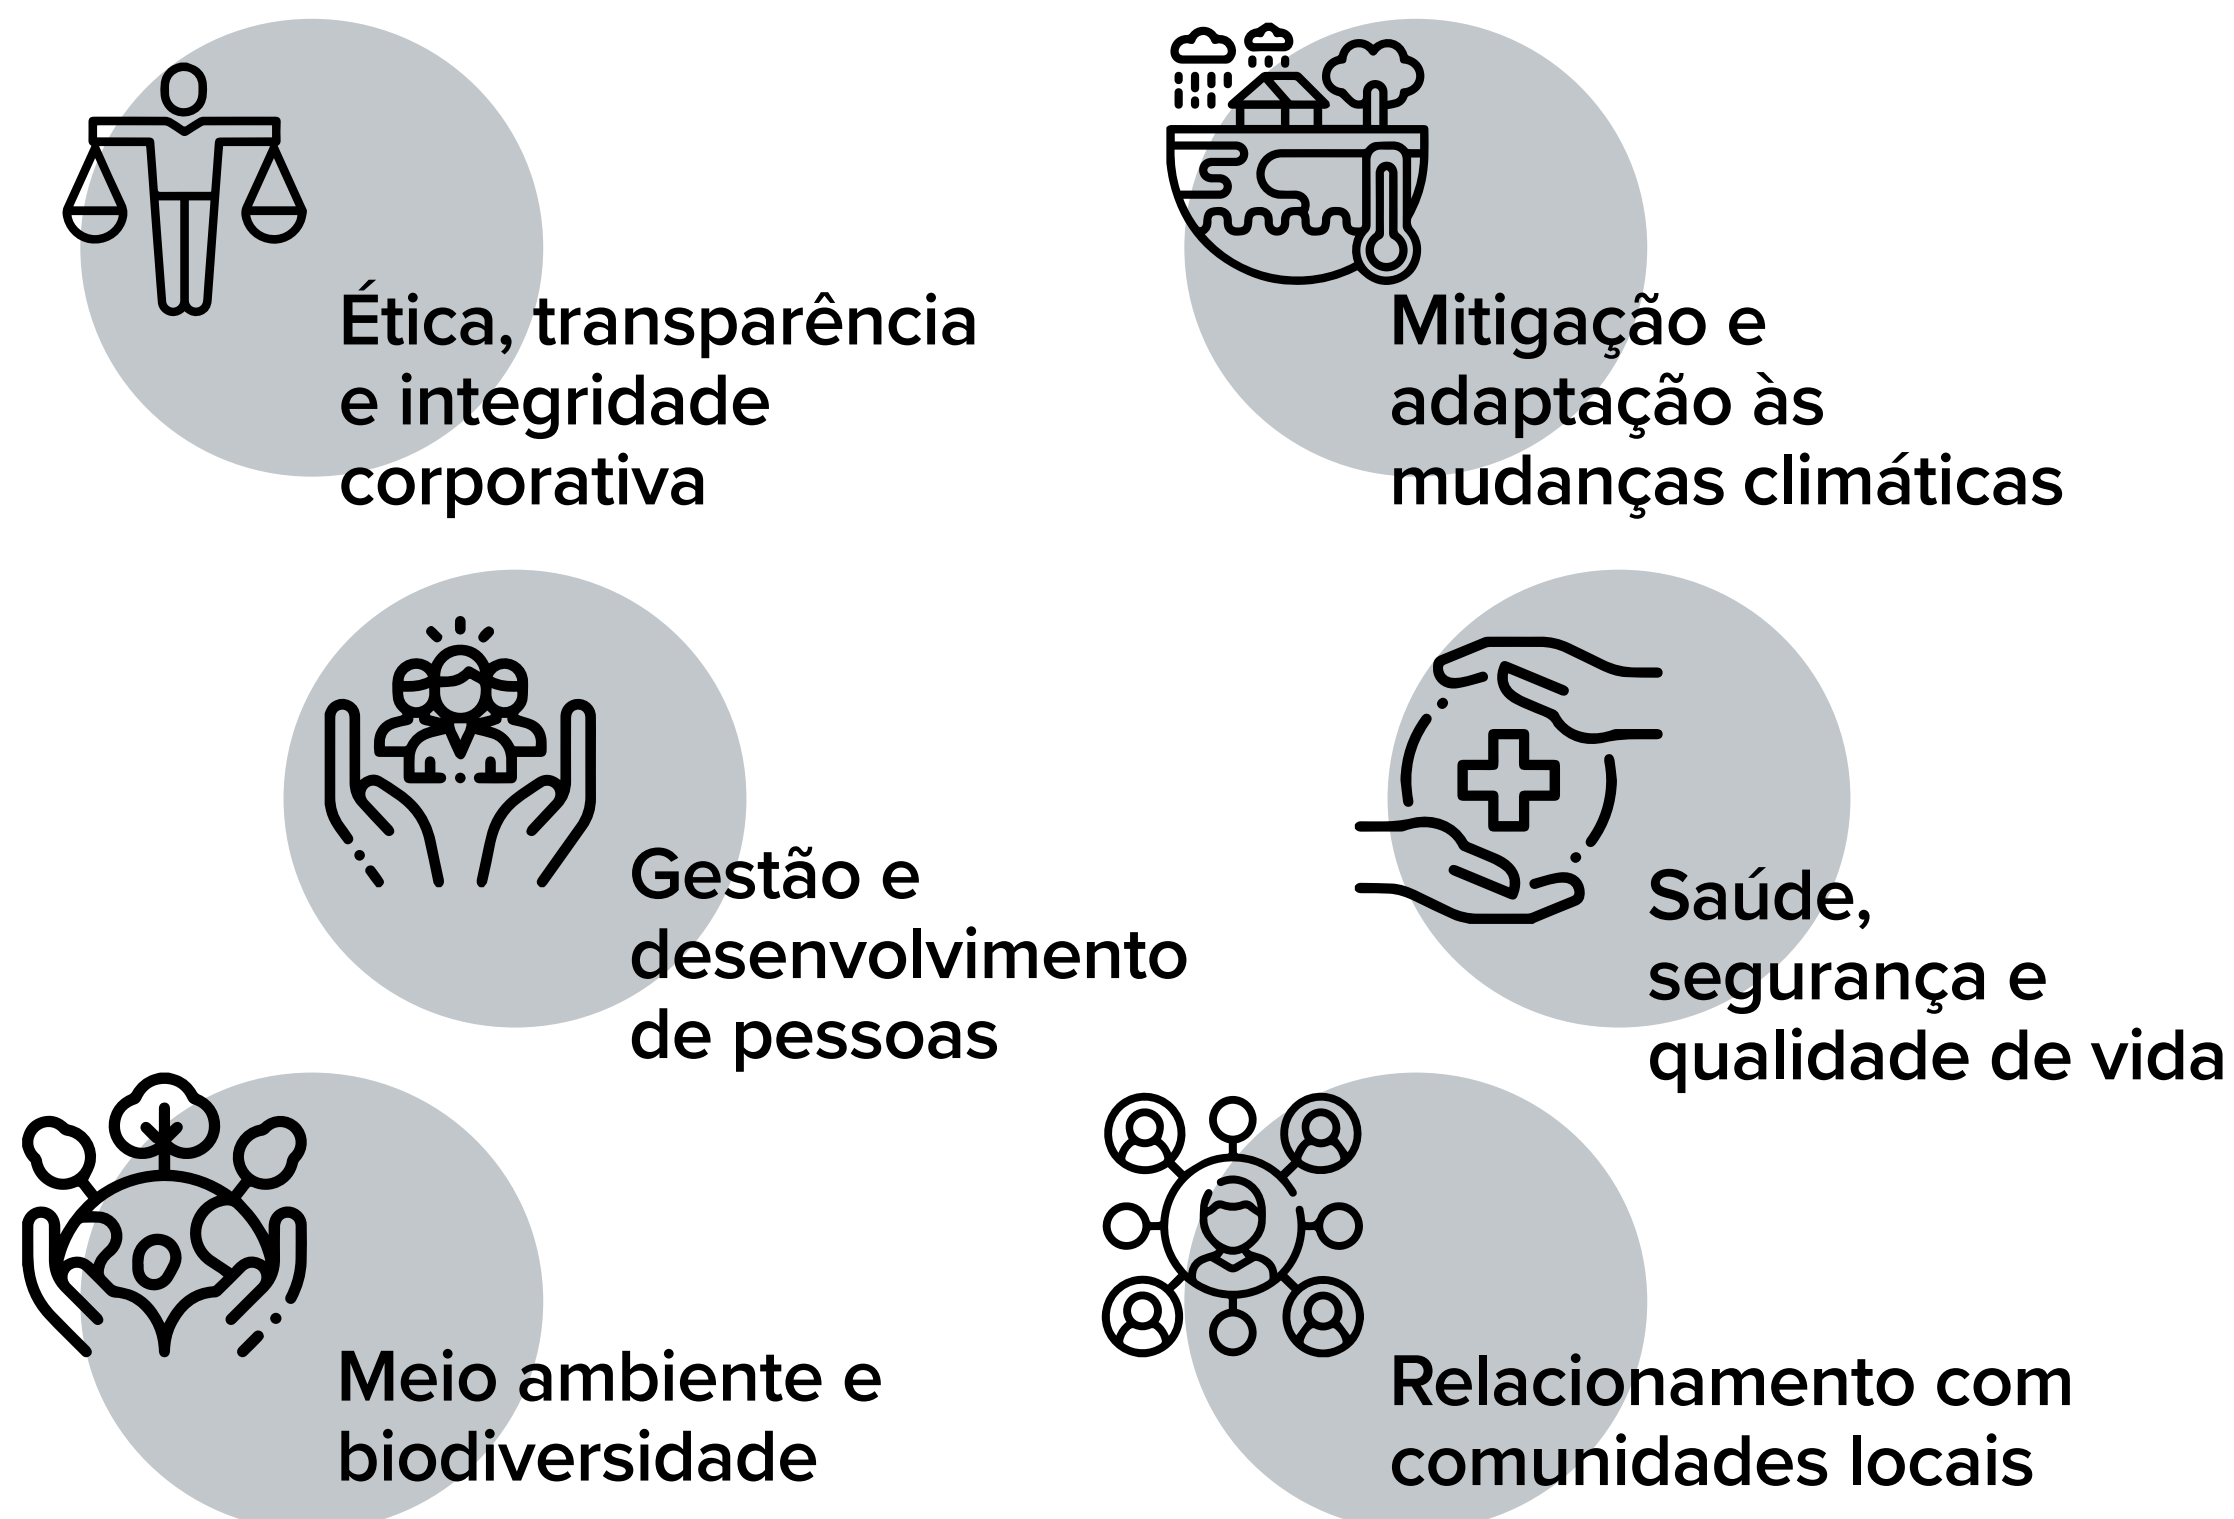 Ética, transparência
e integridade
corporativa
Mitigação e
adaptação às
mudanças climáticas
Gestão e
desenvolvimento
de pessoas
Saúde,
segurança e
qualidade de vida
Meio ambiente e
biodiversidade
Relacionamento com
comunidades locais